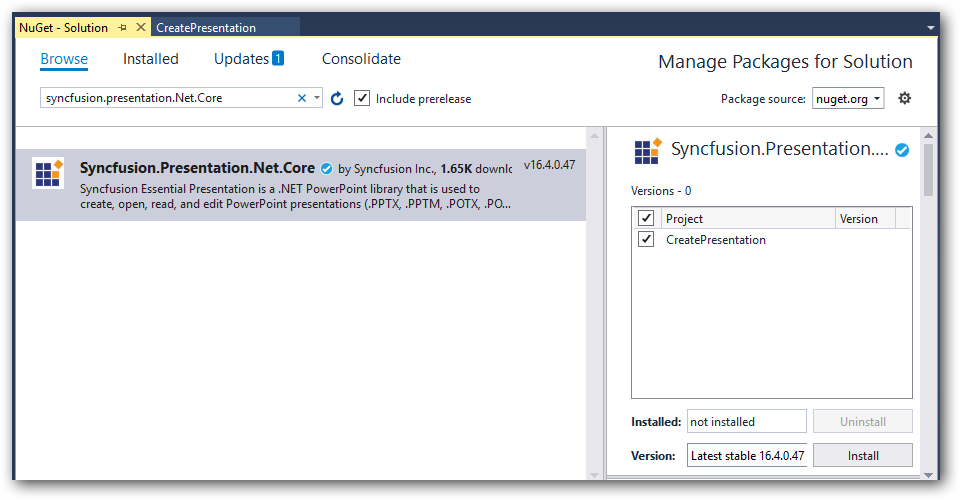 NuGet - Solution
CreatePresentation
Browse
Installed
Updates 1
Consolidate
Manage Packages for Solution
syncfusion.presentation.Net.Core
Include prerelease
Package source: nuget.org
Syncfusion.Presentation.Net.Core by Syncfusion Inc., 1.65K downlc v16.4.0.47
Syncfusion Essential Presentation is a .NET PowerPoint library that is used to
create, open, read, and edit PowerPoint presentations (.PPTX, .PPTM, .POTX, .PO...
Syncfusion.Presentation....
Versions - 0
Project Version
CreatePresentation
Installed: not installed Uninstall
Version: Latest stable 16.4.0.47 Install